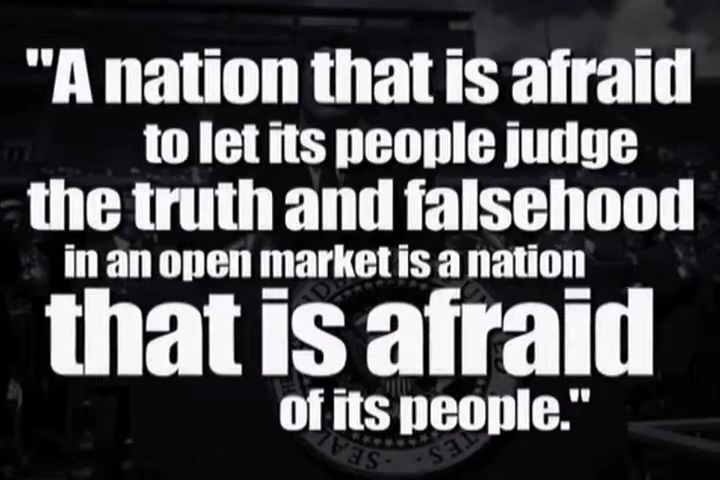 "A nation that is afraid
to let its people judge
the truth and falsehood
in an open market is a nation
that is afraid
of its people."
SEAL